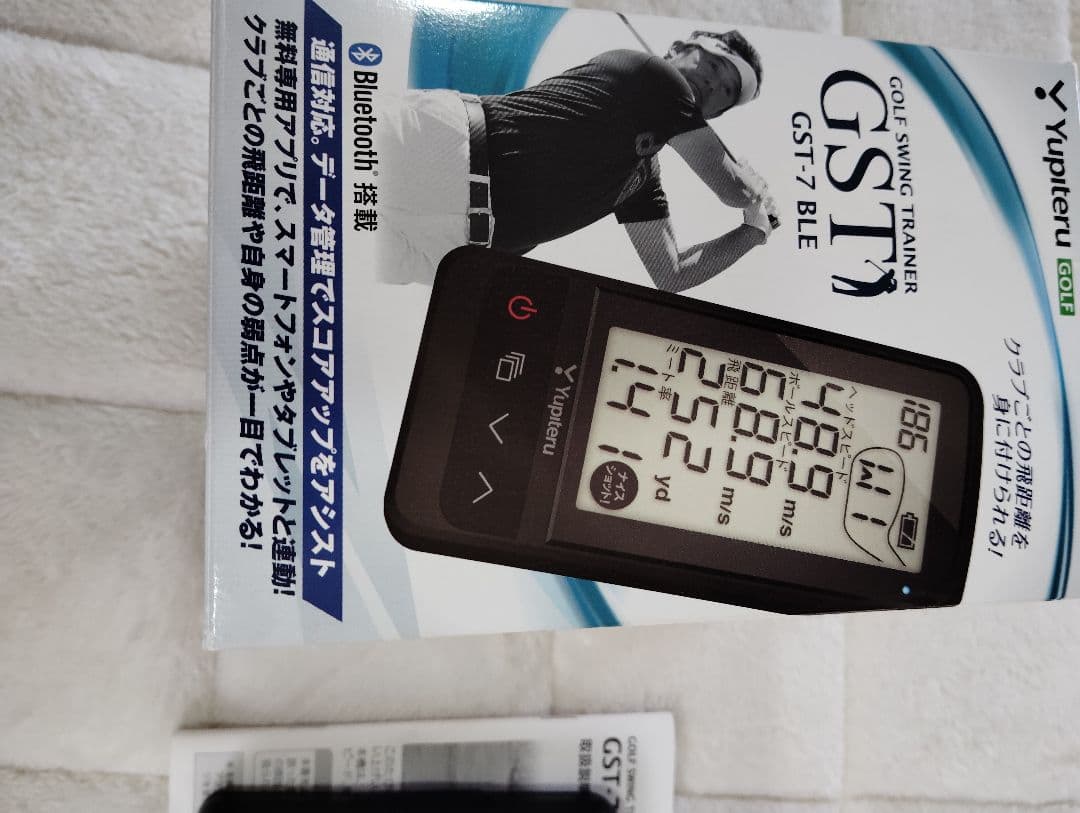 Yupiteru GOLF
クラブごとの飛距離を
身に付けられる!
GOLF SWING TRAINER
GST
GST-7 BLE
186
1W
ヘッドスピード
48.9 m/s
ボールスピード
68.9 m/s
飛距離
252 yd
ミート率
1.41
ナイス
ショット!
Yupiteru
Bluetooth® 搭載
通信対応。データ管理でスコアアップをアシスト
無料専用アプリで、スマートフォンやタブレットと連動!
クラブごとの飛距離や自身の弱点が一目でわかる!
GOLF SWING
GST-7
取扱説